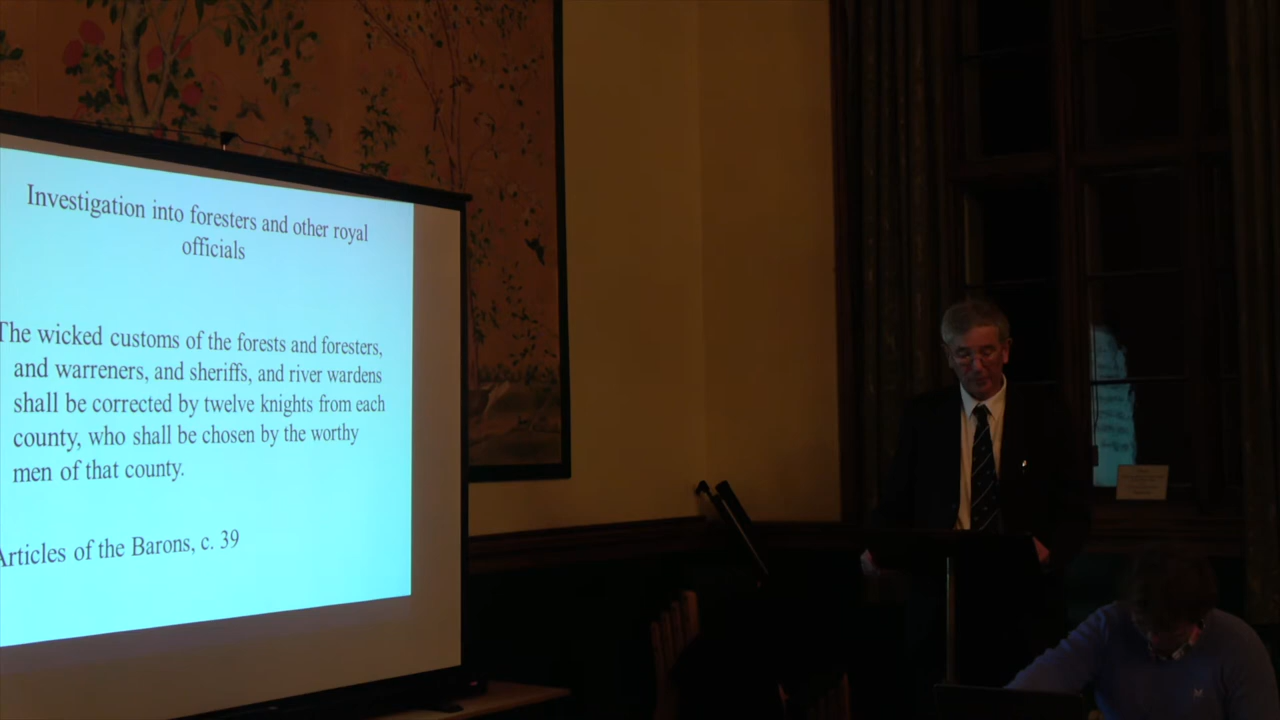 Investigation into foresters and other royal
officials
The wicked customs of the forests and foresters,
and warreners, and sheriffs, and river wardens
shall be corrected by twelve knights from each
county, who shall be chosen by the worthy
men of that county.
Articles of the Barons, c. 39